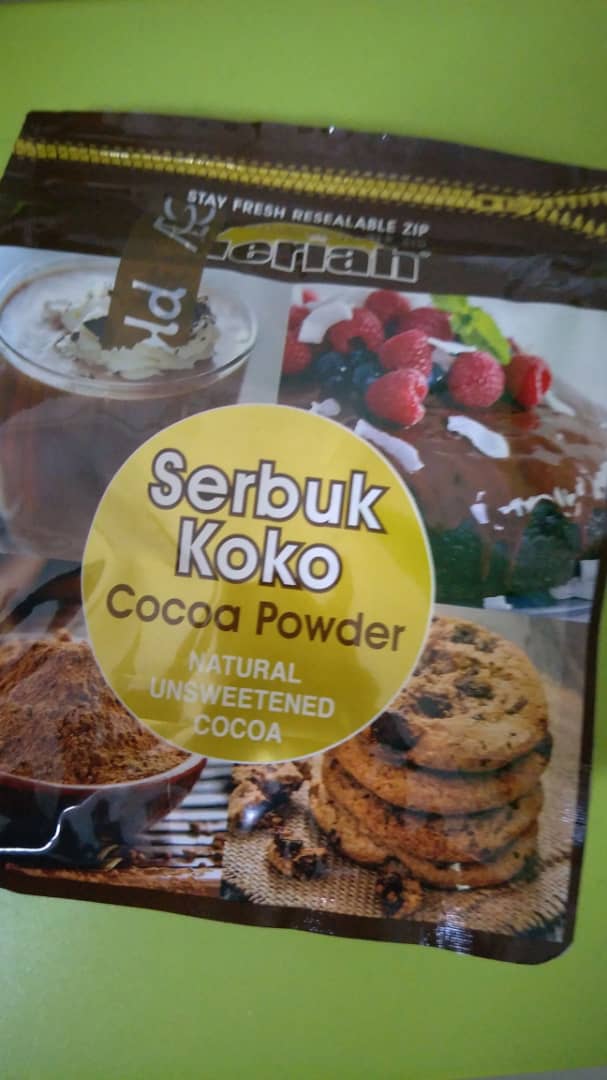 STAY FRESH RESEALABLE ZIP
Serbuk
Koko
Cocoa Powder
NATURAL
UNSWEETENED
COCOA